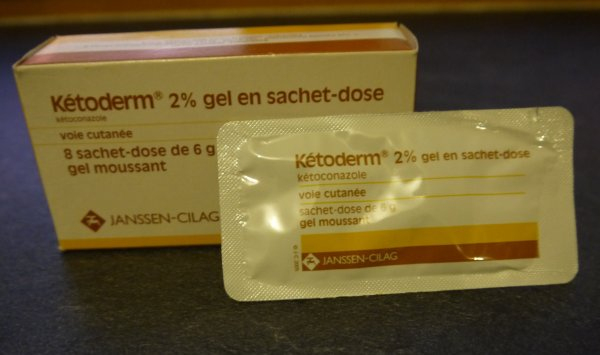 Kétoderm® 2% gel en sachet-dose
kétoconazole
voie cutanée
8 sachet-dose de 6 g
gel moussant
JANSSEN-CILAG
Kétoderm® 2% gel en sachet-dose
kétoconazole
voie cutanée
sachet-dose de 6 g
gel moussant
JANSSEN-CILAG